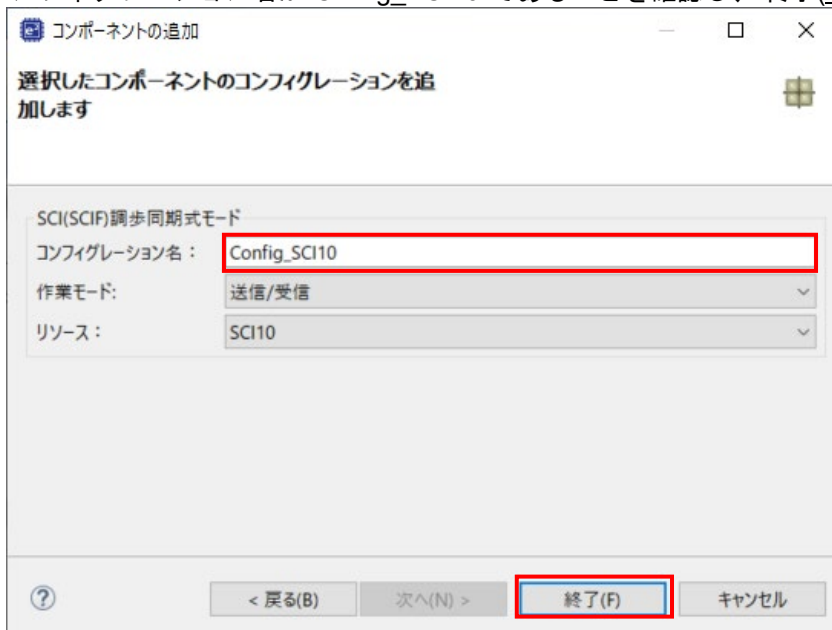 コンポーネントの追加
選択したコンポーネントのコンフィグレーションを追
加します
SCI(SCIF)調歩同期式モード
コンフィグレーション名：
Config_SCI10
作業モード:
送信/受信
リソース：
SCI10
< 戻る(B)
次へ(N) >
終了(F)
キャンセル